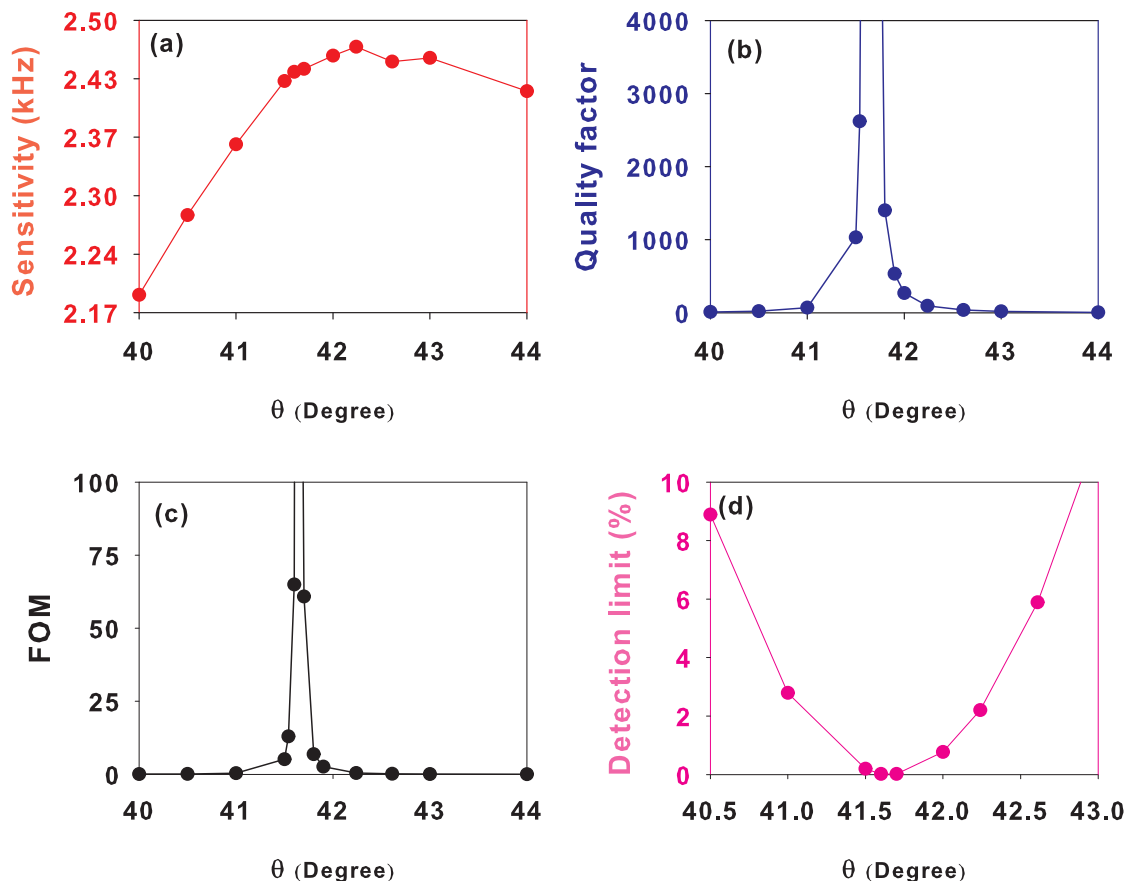 (a)
Sensitivity (kHz)
2.50
2.43
2.37
2.30
2.24
2.17
40 41 42 43 44
θ (Degree)
(b)
Quality factor
4000
3000
2000
1000
0
40 41 42 43 44
θ (Degree)
(c)
FOM
100
75
50
25
0
40 41 42 43 44
θ (Degree)
(d)
Detection limit (%)
10
8
6
4
2
0
40.5 41.0 41.5 42.0 42.5 43.0
θ (Degree)